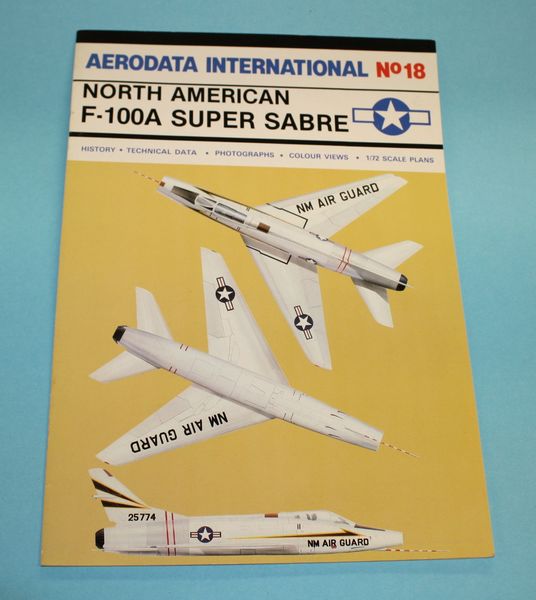 AERODATA INTERNATIONAL No18
NORTH AMERICAN
F-100A SUPER SABRE
HISTORY • TECHNICAL DATA • PHOTOGRAPHS • COLOUR VIEWS • 1/72 SCALE PLANS
NM AIR GUARD
NM AIR GUARD
25774
NM AIR GUARD